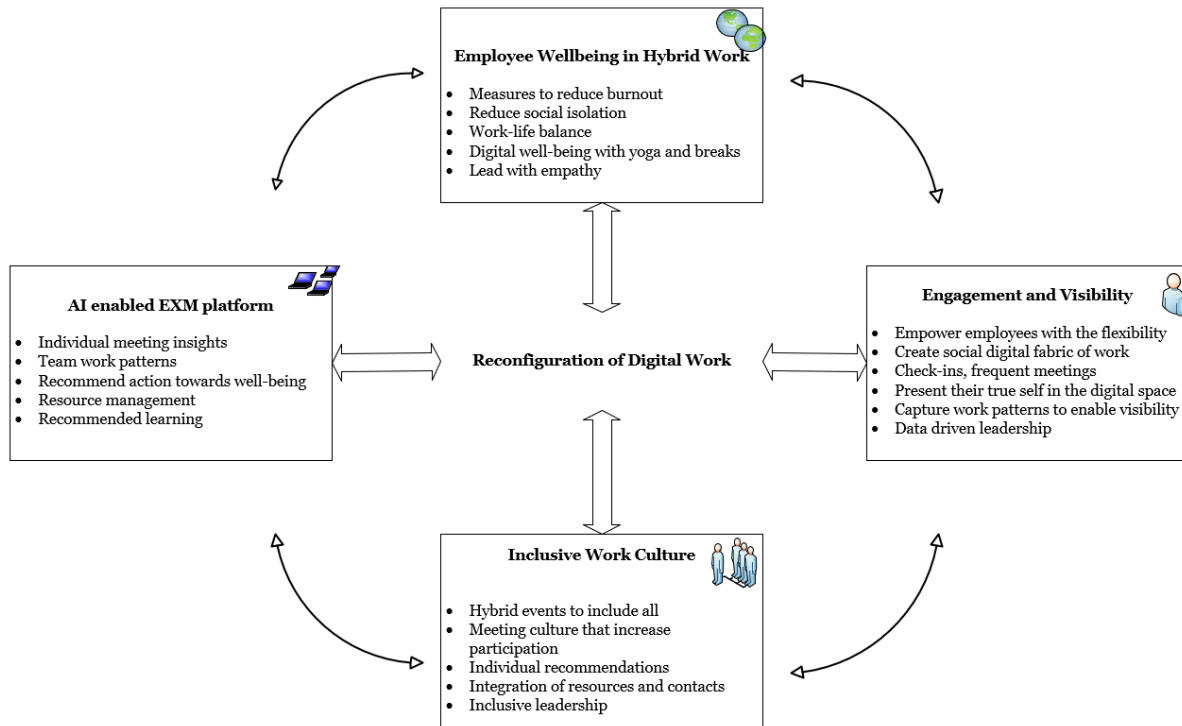 Employee Wellbeing in Hybrid Work
• Measures to reduce burnout
• Reduce social isolation
• Work-life balance
• Digital well-being with yoga and breaks
• Lead with empathy
AI enabled EXM platform
• Individual meeting insights
• Team work patterns
• Recommend action towards well-being
• Resource management
• Recommended learning
Reconfiguration of Digital Work
Engagement and Visibility
• Empower employees with the flexibility
• Create social digital fabric of work
• Check-ins, frequent meetings
• Present their true self in the digital space
• Capture work patterns to enable visibility
• Data driven leadership
Inclusive Work Culture
• Hybrid events to include all
• Meeting culture that increase
participation
• Individual recommendations
• Integration of resources and contacts
• Inclusive leadership